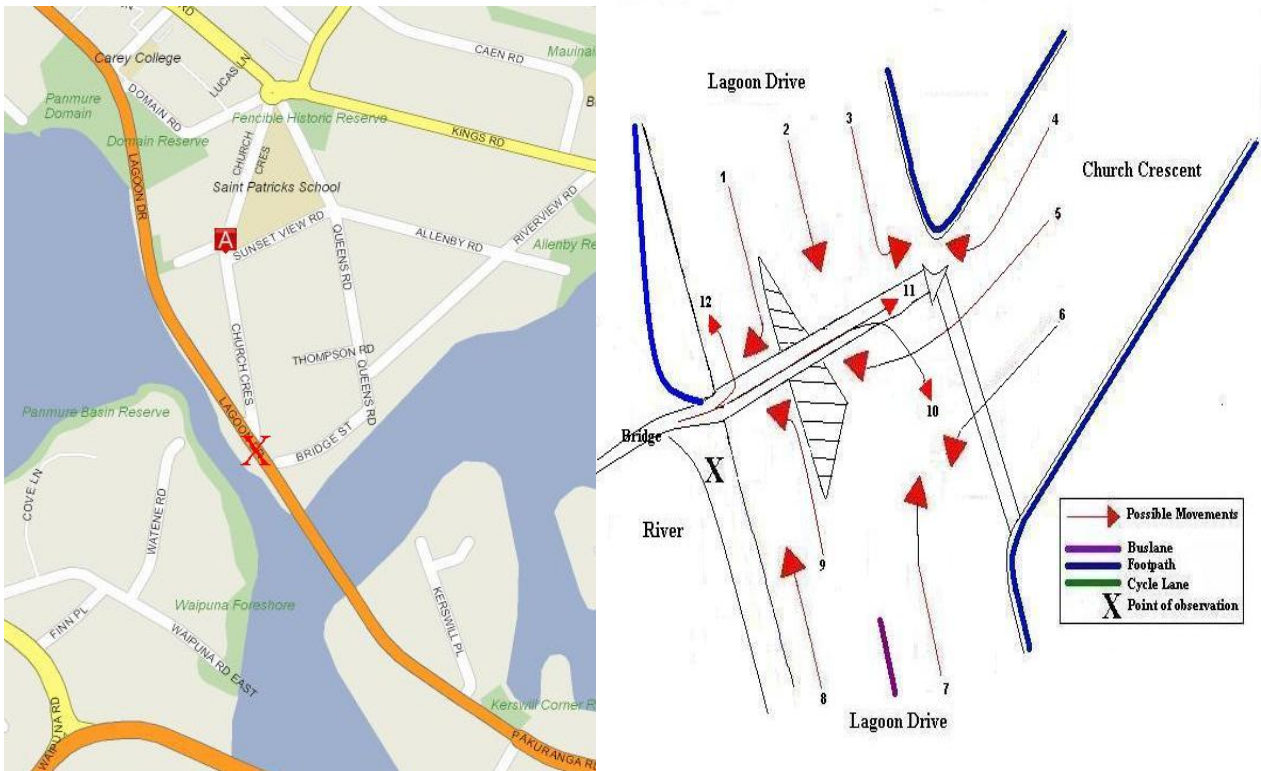 RD
Carey College
LUCAS LN
CAEN RD
Panmure
Domain
DOMAIN RD
Domain Reserve
Fencible Historic Reserve
KINGS RD
LAGOON DR
CHURCH
CRES
Saint Patricks School
RIVERVIEW RD
A
SUNSET VIEW RD
QUEENS RD
ALLENBY RD
Allenby Re
CHURCH CRES
THOMPSON RD
QUEENS RD
Panmure Basin Reserve
LAGOON
X
BRIDGE ST
COVE LN
WATENE RD
Waipuna Foreshore
KERSWILL PL
FINN PL
WAIPUNA RD EAST
WAIPUNA RD
Kerswill Corner R
PAKURANGA RD
Lagoon Drive
2
3
4
1
Church Crescent
5
12
11
6
10
Bridge
X
River
9
8
7
Lagoon Drive
Possible Movements
Buslane
Footpath
Cycle Lane
X Point of observation